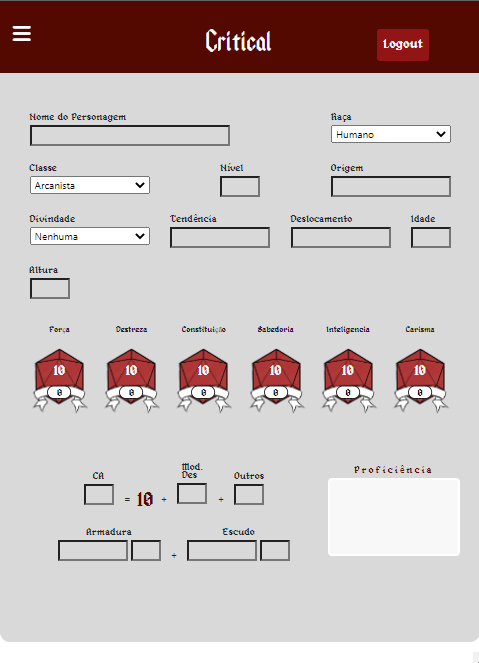 Critical
Logout
Nome do Personagem
Raça
Humano
Classe
Nível
Origem
Arcanista
Divindade
Tendência
Deslocamento
Idade
Nenhuma
Altura
Força
Destreza
Constituição
Sabedoria
Inteligencia
Carisma
10
10
10
10
10
10
0
0
0
0
0
0
CA
Mod.
Des
Outros
Proficiência
= 10 + +
Armadura
Escudo
+